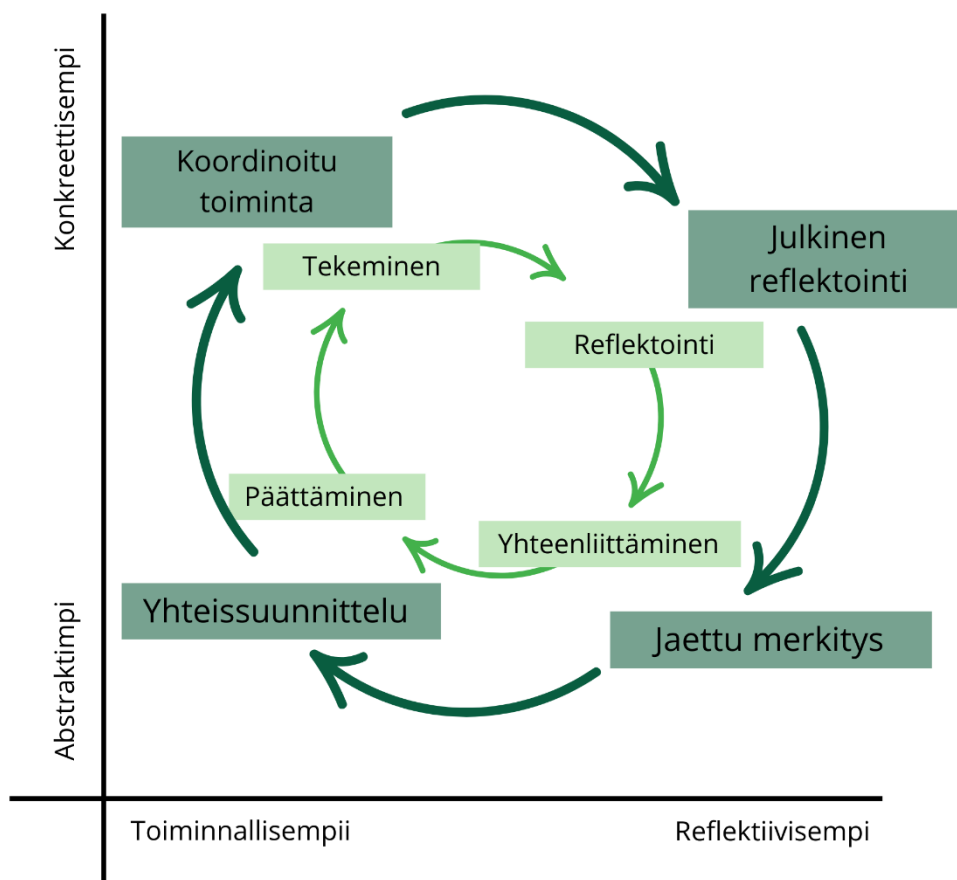 Konkreettisempi
Koordinoitu
toiminta
Julkinen
reflektointi
Tekeminen
Reflektointi
Päättäminen
Yhteenliittäminen
Yhteissuunnittelu
Jaettu merkitys
Abstraktimpi
Toiminnallisempii
Reflektiivisempi